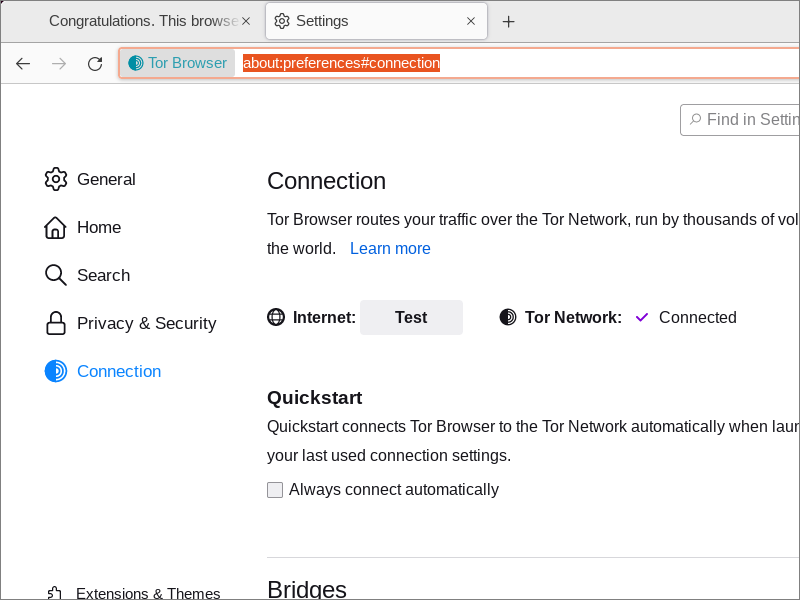 Congratulations. This browse
Settings
Tor Browser about:preferences#connection
Find in Settin
General
Home
Search
Privacy & Security
Connection
Extensions & Themes
Connection
Tor Browser routes your traffic over the Tor Network, run by thousands of vol
the world. Learn more
Internet: Test Tor Network: Connected
Quickstart
Quickstart connects Tor Browser to the Tor Network automatically when laun
your last used connection settings.
Always connect automatically
Bridges